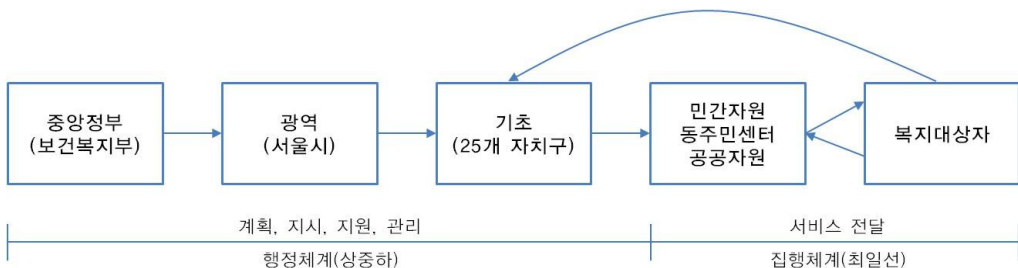 중앙정부
(보건복지부)
광역
(서울시)
기초
(25개 자치구)
민간자원
동주민센터
공공자원
복지대상자
계획, 지시, 지원, 관리
서비스 전달
행정체계(상중하)
집행체계(최일선)